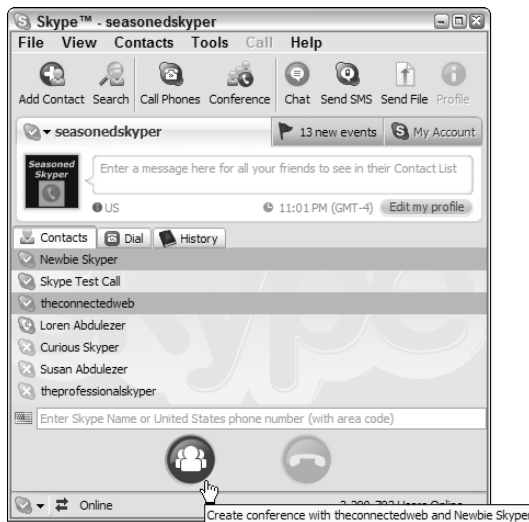 Skype™ - seasonedskyper
File View Contacts Tools Call Help
Add Contact Search Call Phones Conference Chat Send SMS Send File Profile
seasonedskyper 13 new events My Account
Seasoned
Skyper
Enter a message here for all your friends to see in their Contact List
US 11:01 PM (GMT-4) Edit my profile
Contacts Dial History
Newbie Skyper
Skype Test Call
theconnectedweb
Loren Abdulezer
Curious Skyper
Susan Abdulezer
theprofessionalskyper
Enter Skype Name or United States phone number (with area code)
Online
Create conference with theconnectedweb and Newbie Skyper